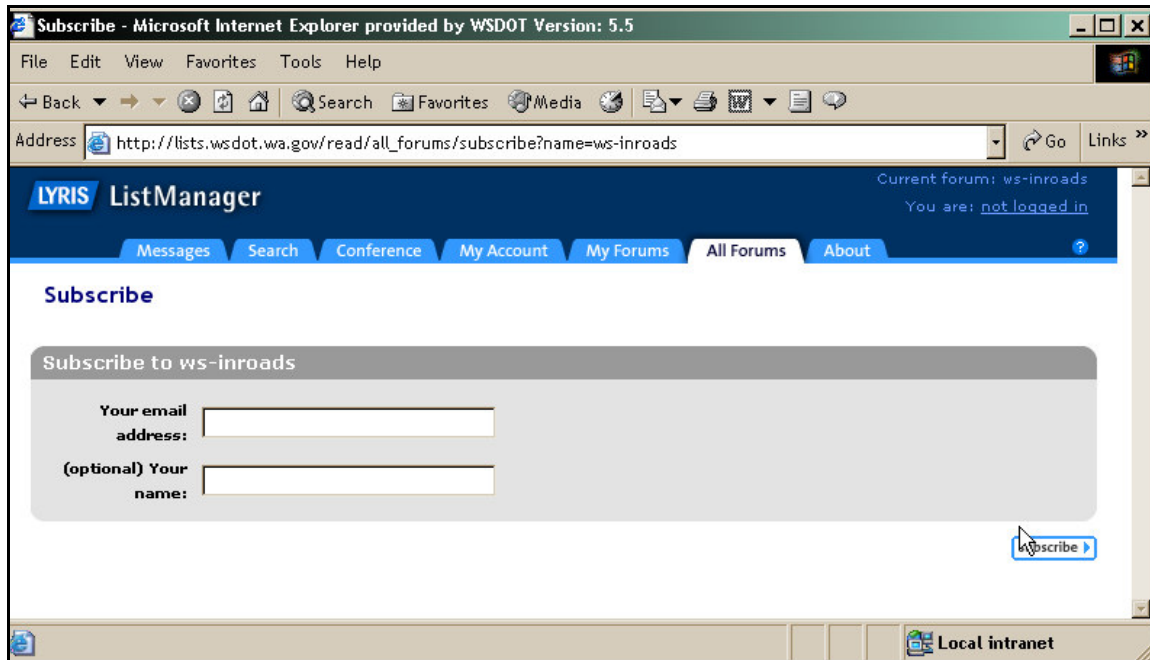 Subscribe - Microsoft Internet Explorer provided by WSDOT Version: 5.5
File Edit View Favorites Tools Help
Back Search Favorites Media
Address http://lists.wsdot.wa.gov/read/all_forums/subscribe?name=ws-inroads Go Links »
LYRIS ListManager
Current forum: ws-inroads
You are: not logged in
Messages Search Conference My Account My Forums All Forums About ?
Subscribe
Subscribe to ws-inroads
Your email
address:
(optional) Your
name:
Subscribe
Local intranet